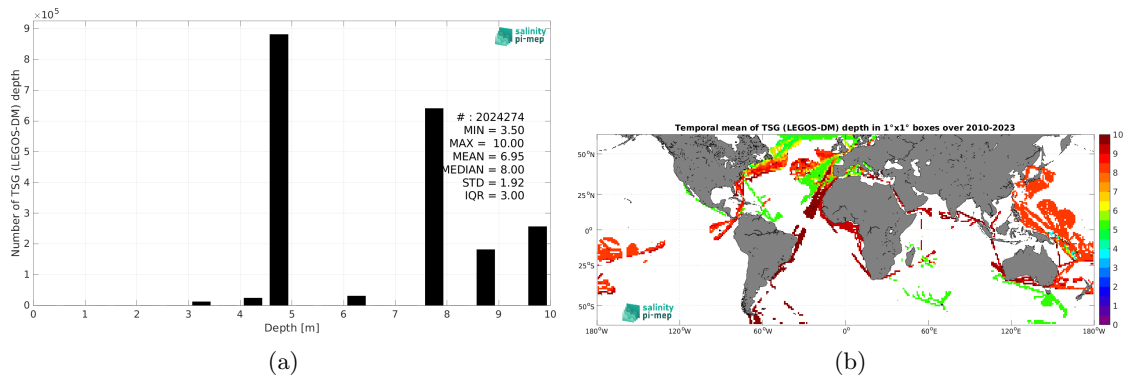 ×10⁵
9
8
7
6
5
4
3
2
1
0
Number of TSG (LEGOS-DM) depth
salinity
pi-mep
# : 2024274
MIN = 3.50
MAX = 10.00
MEAN = 6.95
MEDIAN = 8.00
STD = 1.92
IQR = 3.00
0 1 2 3 4 5 6 7 8 9 10
Depth [m]
(a)
Temporal mean of TSG (LEGOS-DM) depth in 1°x1° boxes over 2010-2023
50°N
25°N
0°
25°S
50°S
salinity
pi-mep
180°W 120°W 60°W 0° 60°E 120°E 180°E
10
9
8
7
6
5
4
3
2
1
0
(b)